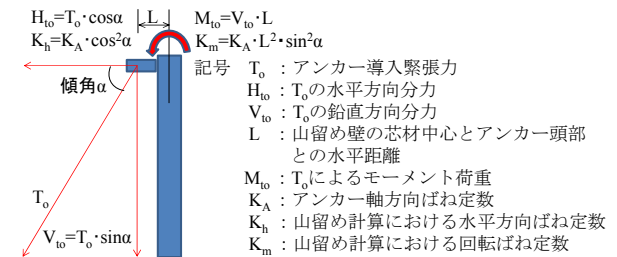 Hto=To·cosα L Mto=Vto·L
Kh=KA·cos²α Km=KA·L²·sin²α
傾角α
To
Vto=To·sinα
記号 To ：アンカー導入緊張力
Hto ：Toの水平方向分力
Vto ：Toの鉛直方向分力
L ：山留め壁の芯材中心とアンカー頭部
との水平距離
Mto ：Toによるモーメント荷重
KA ：アンカー軸方向ばね定数
Kh ：山留め計算における水平方向ばね定数
Km ：山留め計算における回転ばね定数